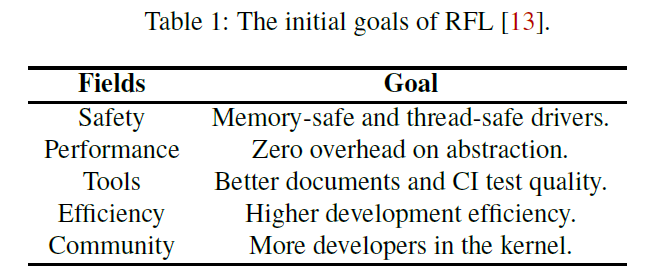 Table 1: The initial goals of RFL [13].
Fields Goal
Safety Memory-safe and thread-safe drivers.
Performance Zero overhead on abstraction.
Tools Better documents and CI test quality.
Efficiency Higher development efficiency.
Community More developers in the kernel.